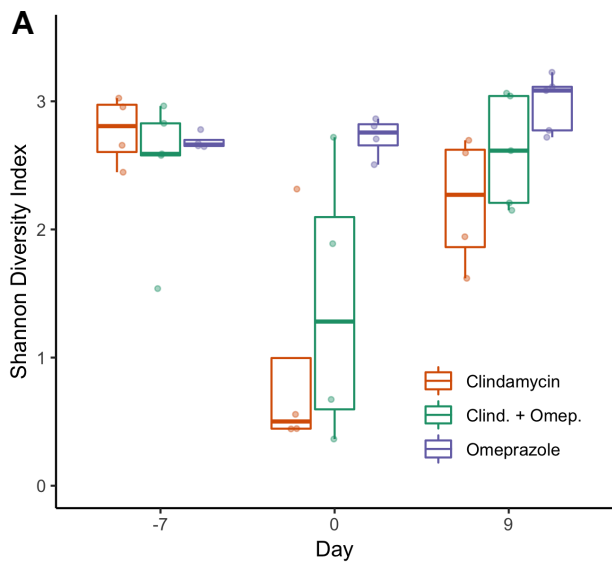 A
Shannon Diversity Index
3
2
1
0
Clindamycin
Clind. + Omep.
Omeprazole
-7
0
9
Day